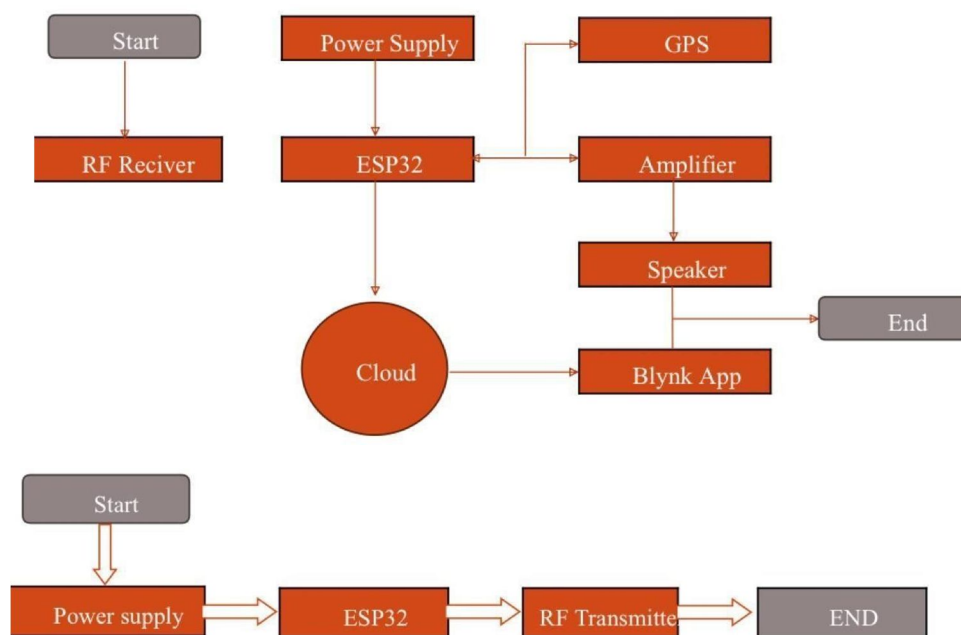 Start
Power Supply
GPS
RF Reciver
ESP32
Amplifier
Speaker
End
Cloud
Blynk App
Start
Power supply
ESP32
RF Transmitte
END